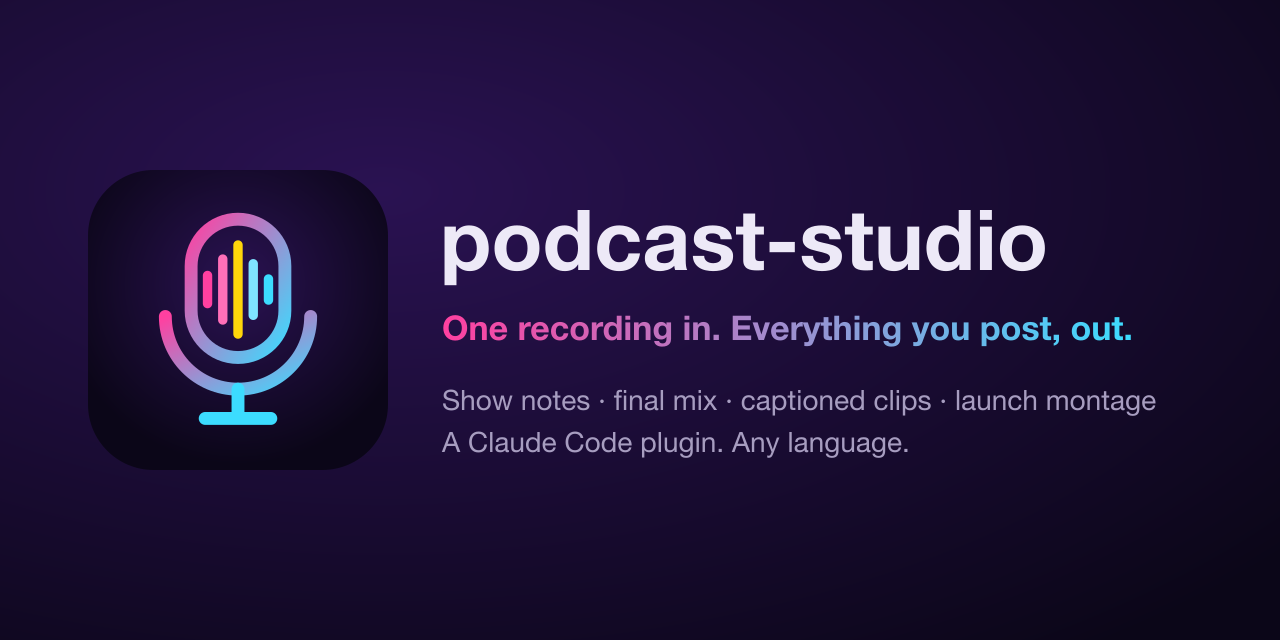 podcast-studio
One recording in. Everything you post, out.
Show notes · final mix · captioned clips · launch montage
A Claude Code plugin. Any language.